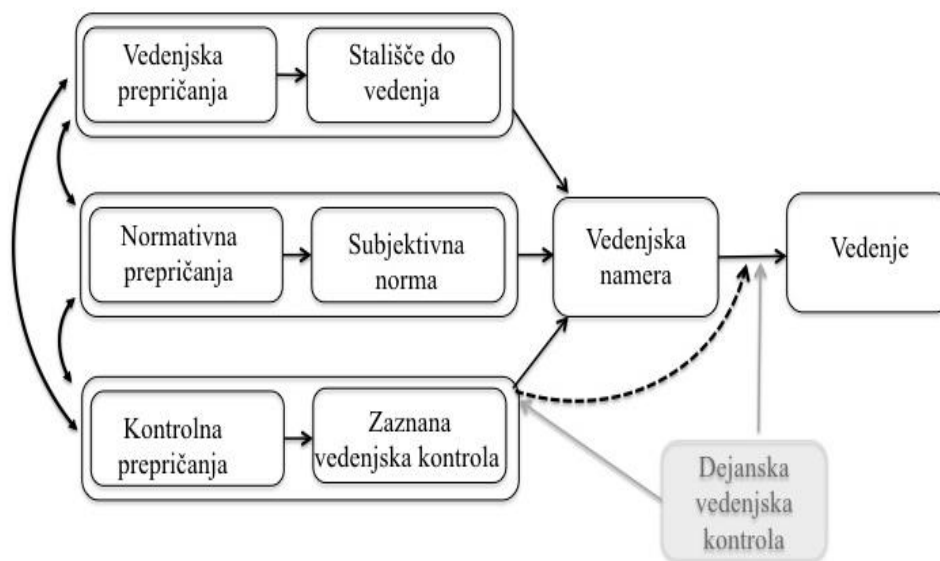 Vedenjska
prepričanja
Stališče do
vedenja
Normativna
prepričanja
Subjektivna
norma
Vedenjska
namera
Vedenje
Kontrolna
prepričanja
Zaznana
vedenjska kontrola
Dejanska
vedenjska
kontrola